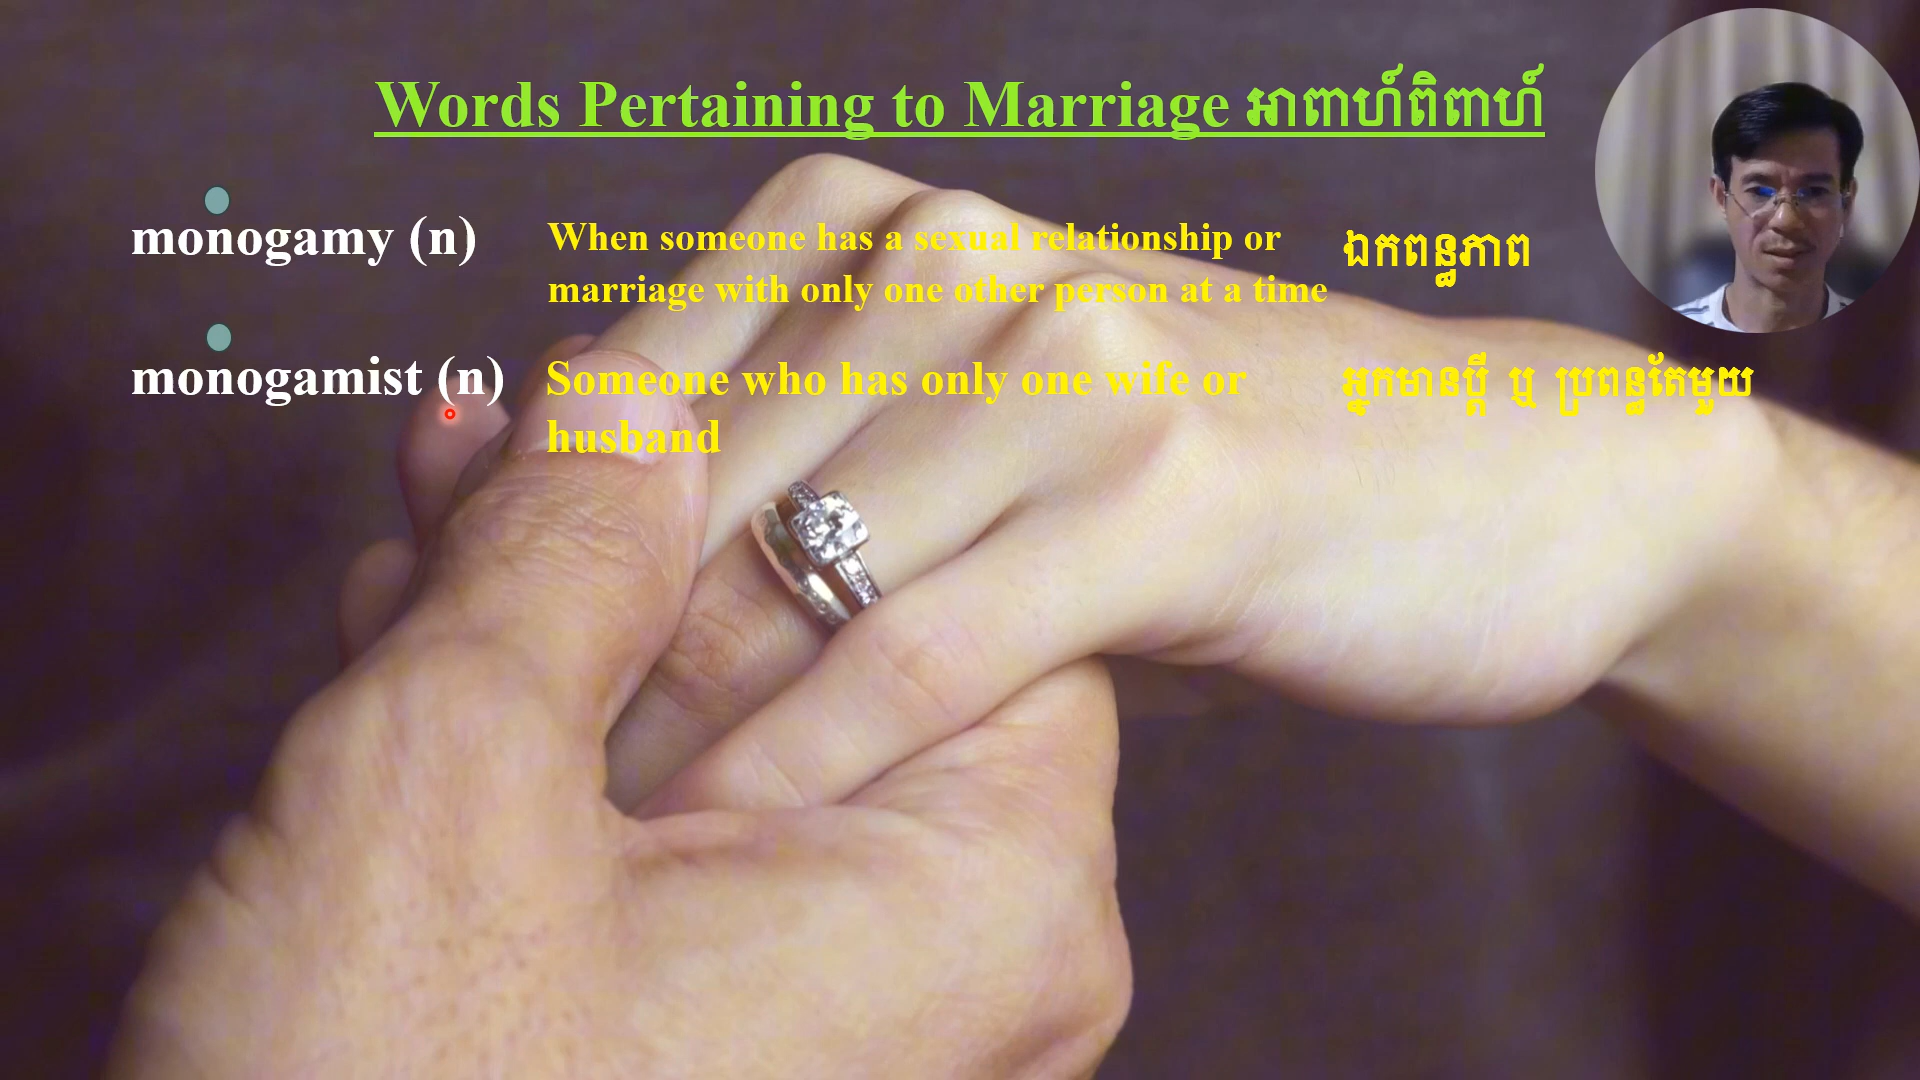 Words Pertaining to Marriage អាពាហ៍ពិពាហ៍
monogamy (n)
When someone has a sexual relationship or
marriage with only one other person at a time
ឯកពន្ធភាព
monogamist (n)
Someone who has only one wife or
husband
អ្នកមានប្តី ឬ ប្រពន្ធតែមួយ